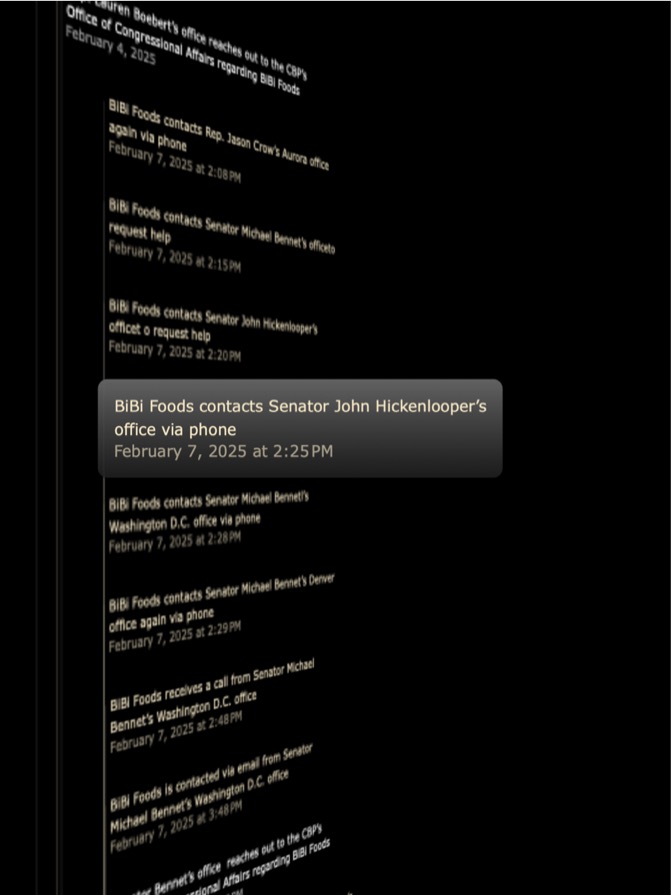 Lauren Boebert's office reaches out to the CBP's
Office of Congressional Affairs regarding BiBi Foods
February 4, 2025
BiBi Foods contacts Rep. Jason Crow's Aurora office
again via phone
February 7, 2025 at 2:08PM
BiBi Foods contacts Senator Michael Bennet's officeto
request help
February 7, 2025 at 2:15PM
BiBi Foods contacts Senator John Hickenlooper's
officet o request help
February 7, 2025 at 2:20PM
BiBi Foods contacts Senator John Hickenlooper’s
office via phone
February 7, 2025 at 2:25PM
BiBi Foods contacts Senator Michael Bennett's
Washington D.C. office via phone
February 7, 2025 at 2:28PM
BiBi Foods contacts Senator Michael Bennet's Denver
office again via phone
February 7, 2025 at 2:29PM
BiBi Foods receives a call from Senator Michael
Bennet's Washington D.C. office
February 7, 2025 at 2:48PM
BiBi Foods is contacted via email from Senator
Michael Bennet's Washington D.C. office
February 7, 2025 at 3:48PM
Bennet's office reaches out to the CBP's
Affairs regarding BiBi Foods